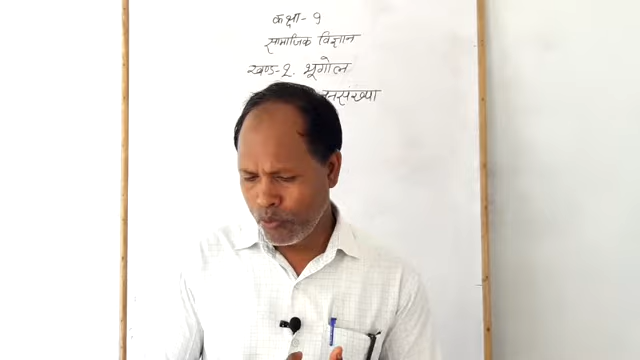 कक्षा- 9
सामाजिक विज्ञान
खण्ड-2. भूगोल